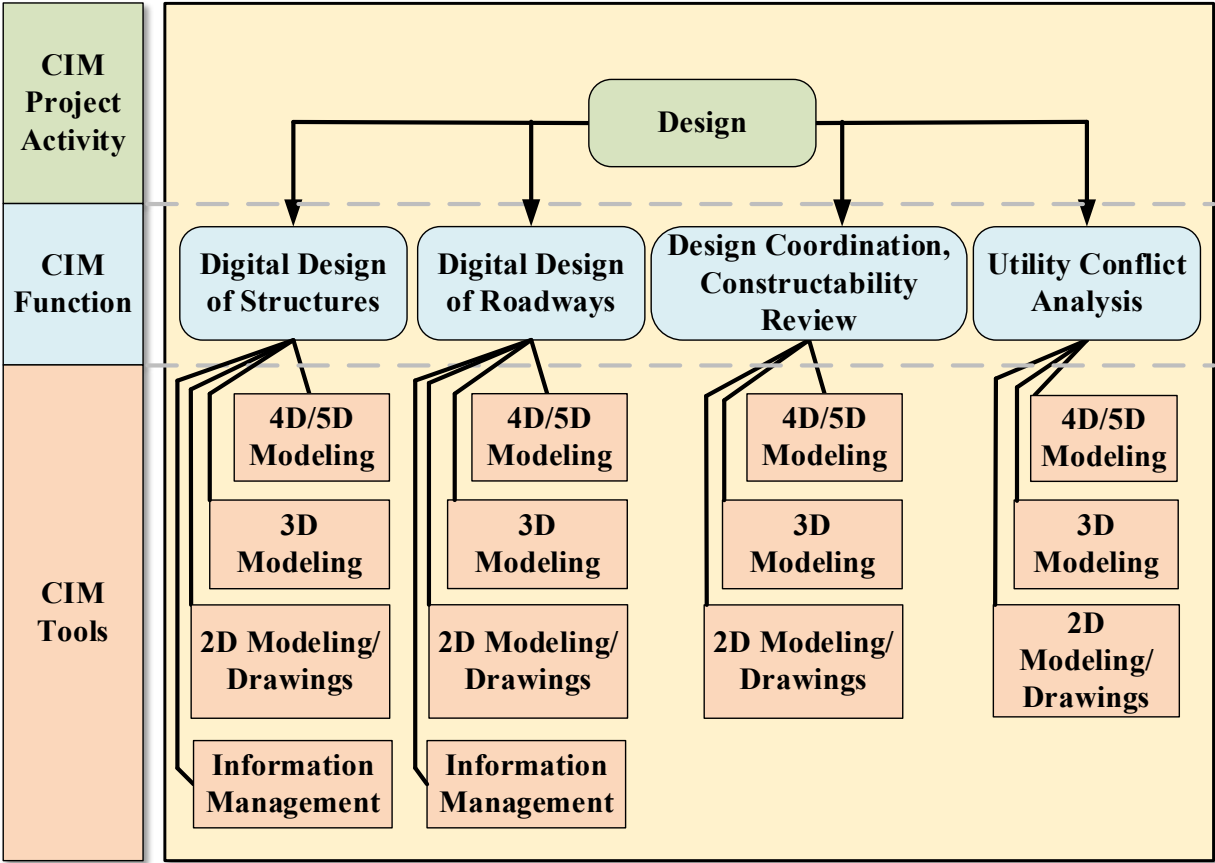 CIM
Project
Activity
Design
CIM
Function
Digital Design
of Structures
Digital Design
of Roadways
Design Coordination,
Constructability
Review
Utility Conflict
Analysis
CIM
Tools
4D/5D
Modeling
3D
Modeling
2D Modeling/
Drawings
Information
Management
4D/5D
Modeling
3D
Modeling
2D Modeling/
Drawings
Information
Management
4D/5D
Modeling
3D
Modeling
2D Modeling/
Drawings
4D/5D
Modeling
3D
Modeling
2D
Modeling/
Drawings